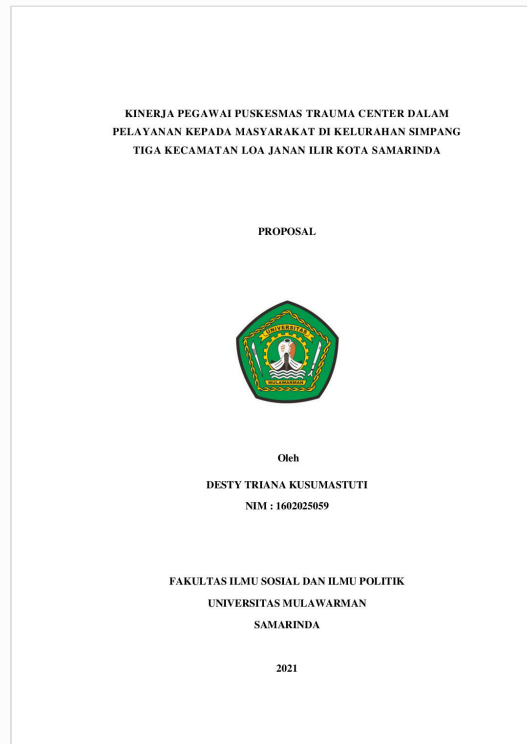 KINERJA PEGAWAI PUSKESMAS TRAUMA CENTER DALAM
PELAYANAN KEPADA MASYARAKAT DI KELURAHAN SIMPANG
TIGA KECAMATAN LOA JANAN ILIR KOTA SAMARINDA
PROPOSAL
UNIVERSITAS
MULAWARMAN
Oleh
DESTY TRIANA KUSUMASTUTI
NIM : 1602025059
FAKULTAS ILMU SOSIAL DAN ILMU POLITIK
UNIVERSITAS MULAWARMAN
SAMARINDA
2021